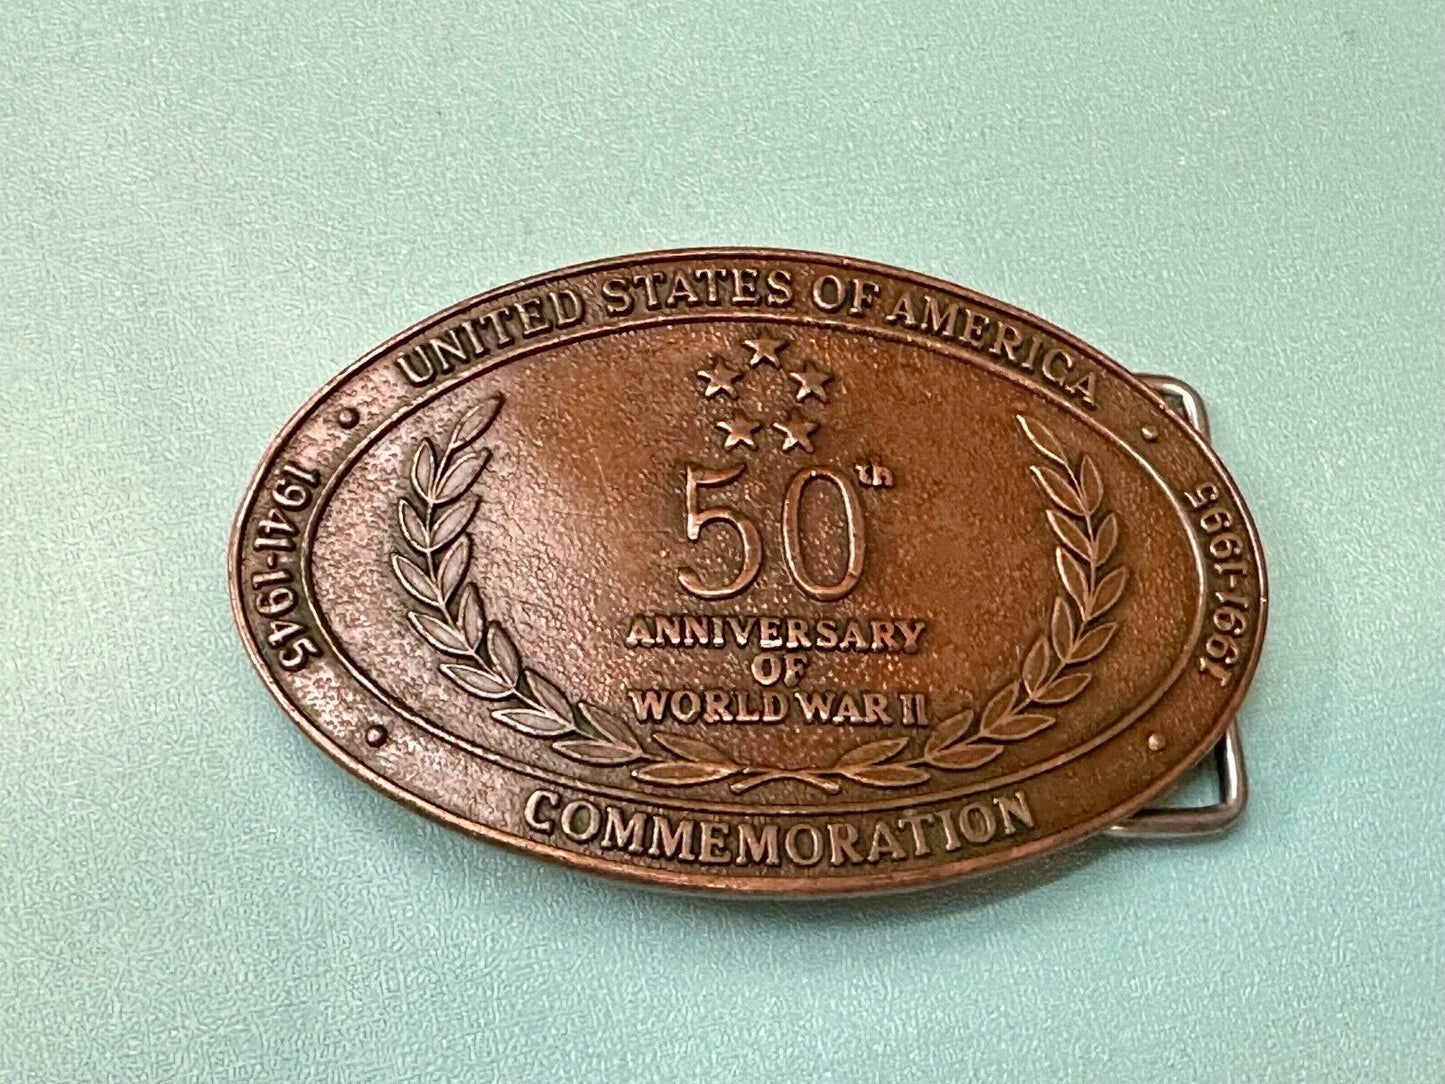 UNITED STATES OF AMERICA
1941-1945
50th
ANNIVERSARY
OF
WORLD WAR II
1991-1995
COMMEMORATION